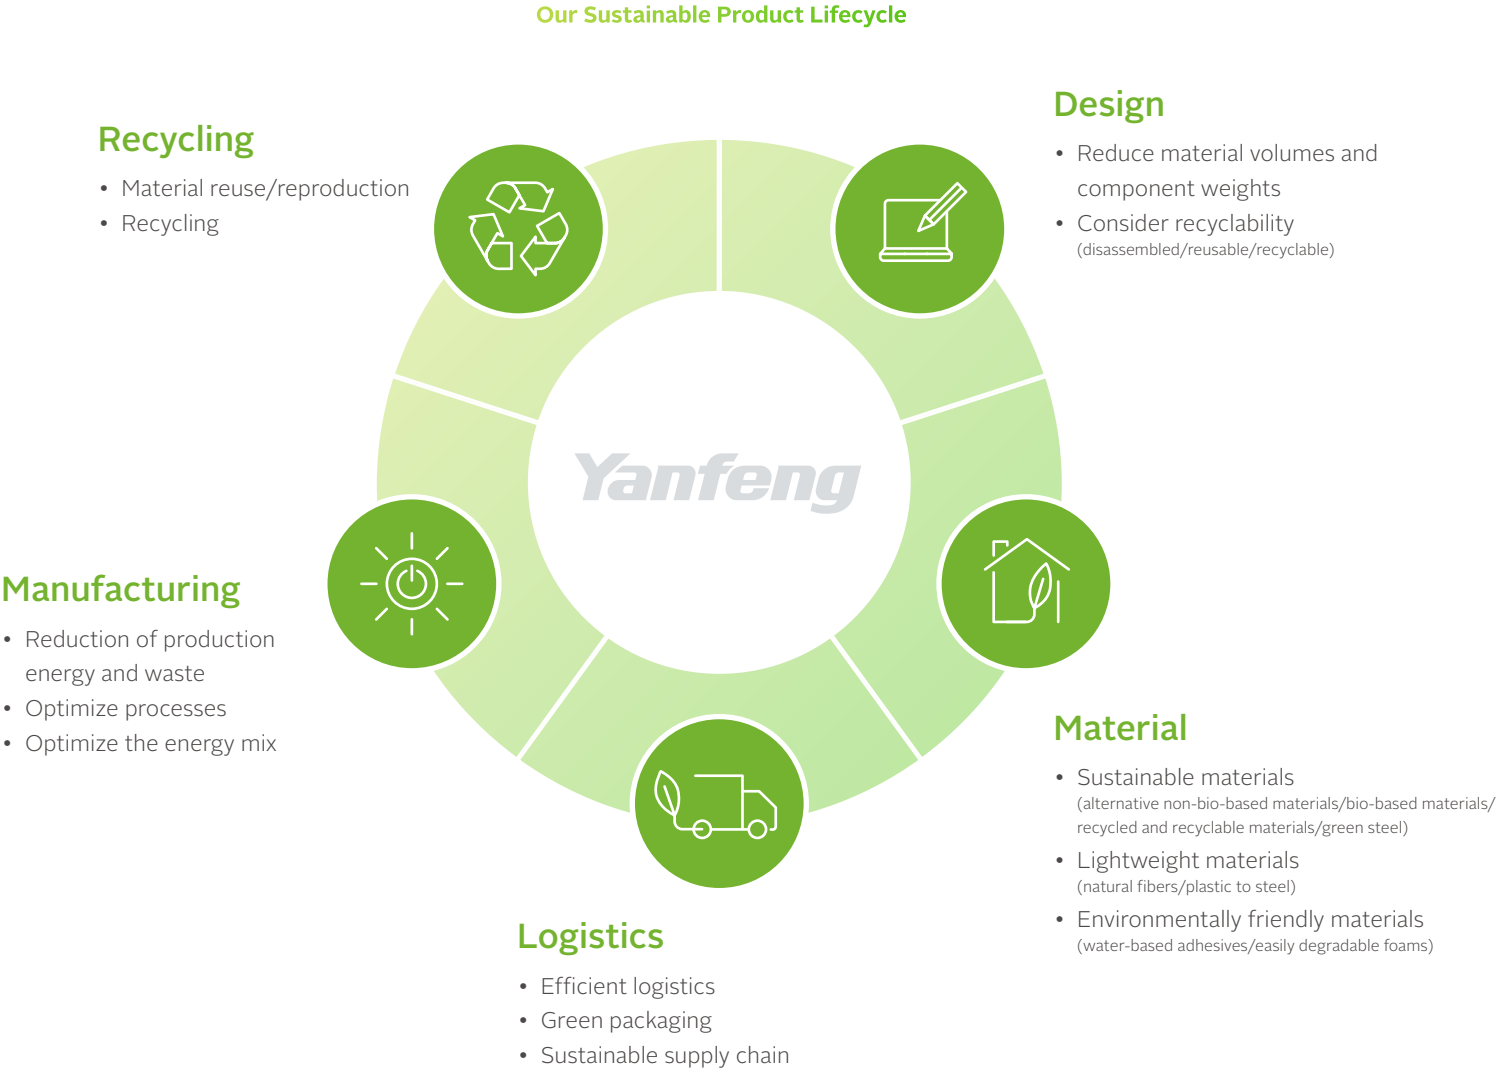 Our Sustainable Product Lifecycle
Design
• Reduce material volumes and
component weights
• Consider recyclability
(disassembled/reusable/recyclable)
Recycling
• Material reuse/reproduction
• Recycling
Yanfeng
Manufacturing
• Reduction of production
energy and waste
• Optimize processes
• Optimize the energy mix
Material
• Sustainable materials
(alternative non-bio-based materials/bio-based materials/
recycled and recyclable materials/green steel)
• Lightweight materials
(natural fibers/plastic to steel)
• Environmentally friendly materials
(water-based adhesives/easily degradable foams)
Logistics
• Efficient logistics
• Green packaging
• Sustainable supply chain